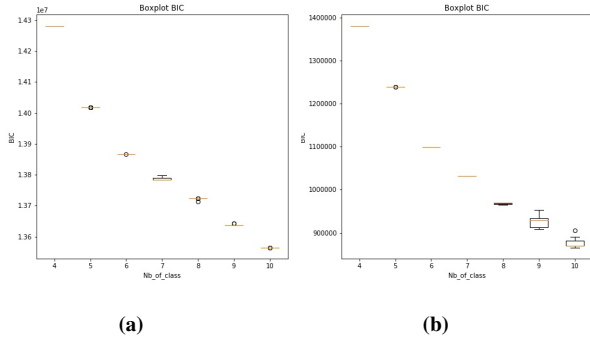 Boxplot BIC
1e7
1.43
1.42
1.41
1.40
1.39
1.38
1.37
1.36
BIC
4 5 6 7 8 9 10
Nb_of_class
(a)
Boxplot BIC
1400000
1300000
1200000
1100000
1000000
900000
BIC
4 5 6 7 8 9 10
Nb_of_class
(b)